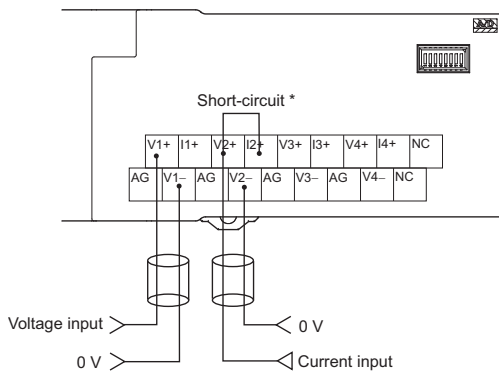 A/D
Short-circuit *
V1+ I1+ V2+ I2+ V3+ I3+ V4+ I4+ NC
AG V1– AG V2– AG V3– AG V4– NC
Voltage input
0 V
0 V
Current input